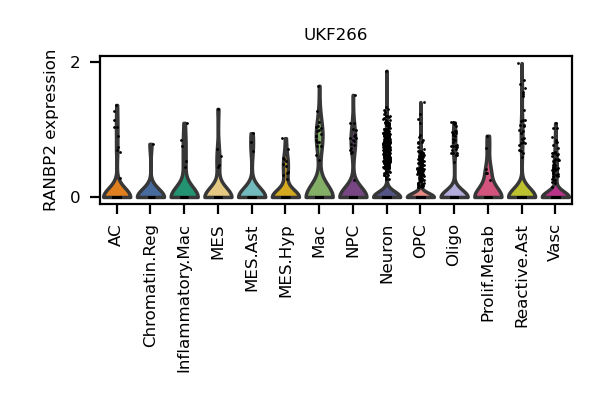 UKF266
RANBP2 expression
2
0
AC
Chromatin.Reg
Inflammatory.Mac
MES
MES.Ast
MES.Hyp
Mac
NPC
Neuron
OPC
Oligo
Prolif.Metab
Reactive.Ast
Vasc